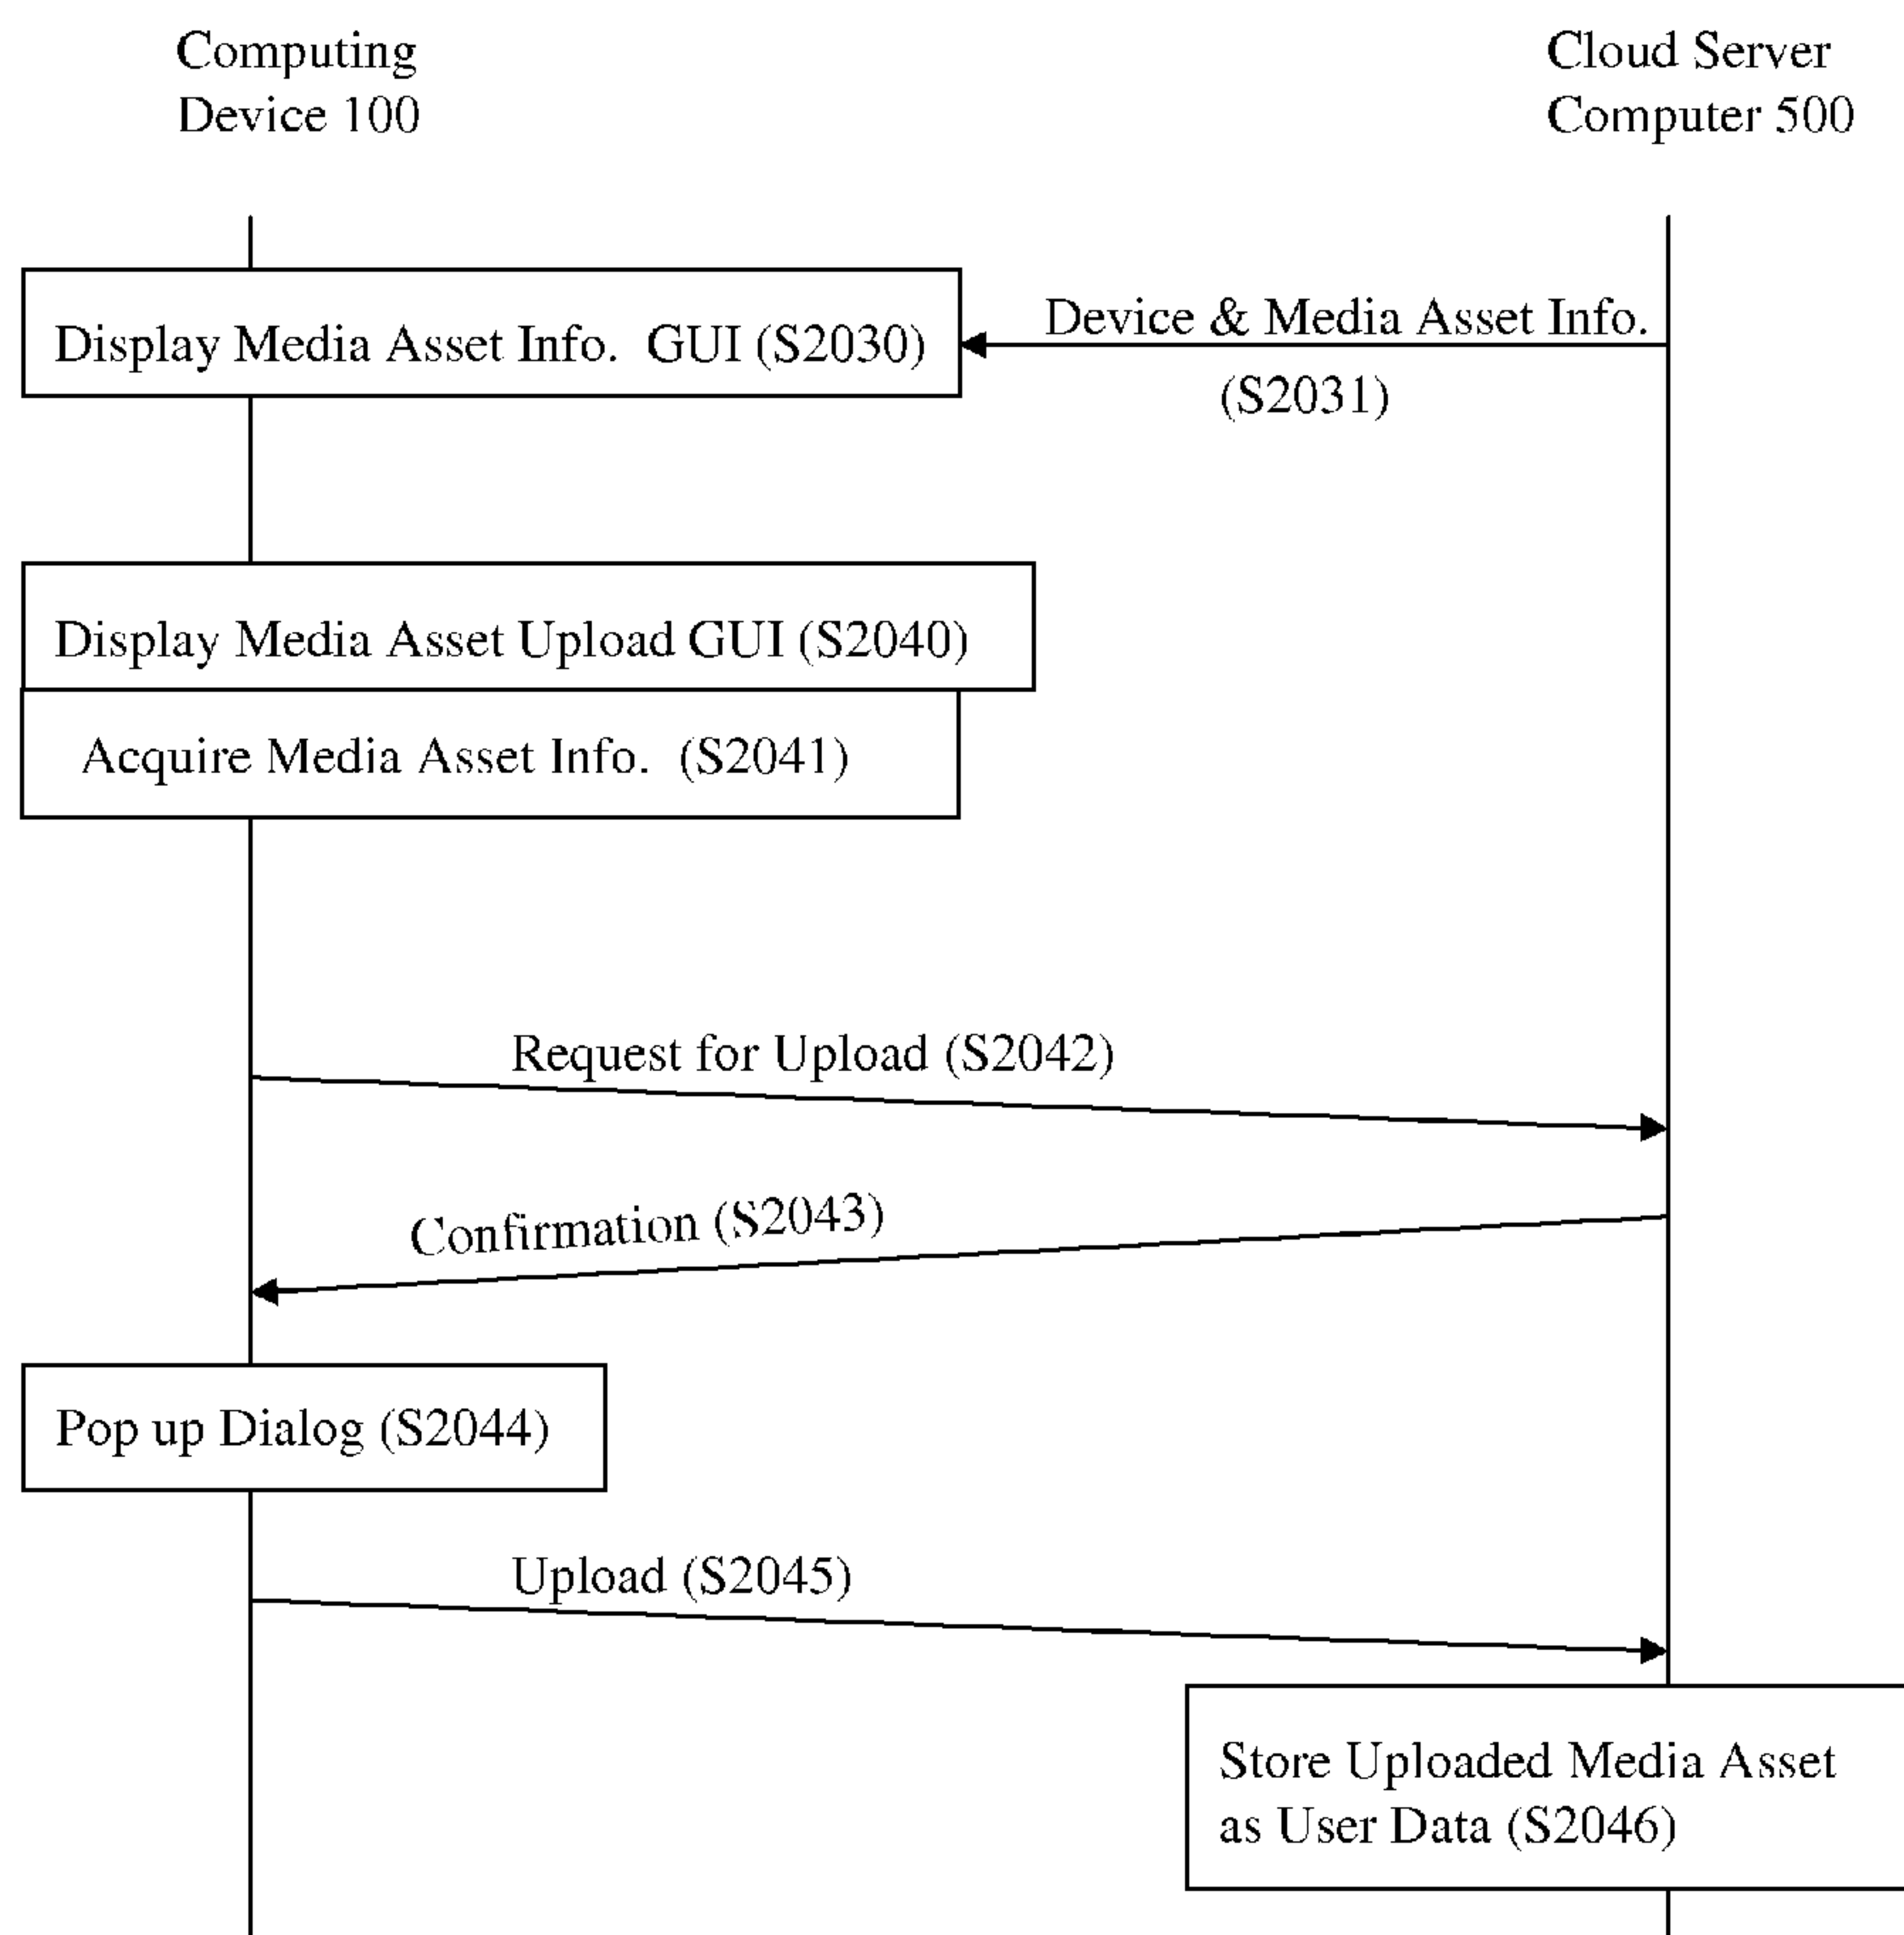 Computing
Device 100
Cloud Server
Computer 500
Display Media Asset Info. GUI (S2030)
Device & Media Asset Info.
(S2031)
Display Media Asset Upload GUI (S2040)
Acquire Media Asset Info. (S2041)
Request for Upload (S2042)
Confirmation (S2043)
Pop up Dialog (S2044)
Upload (S2045)
Store Uploaded Media Asset
as User Data (S2046)